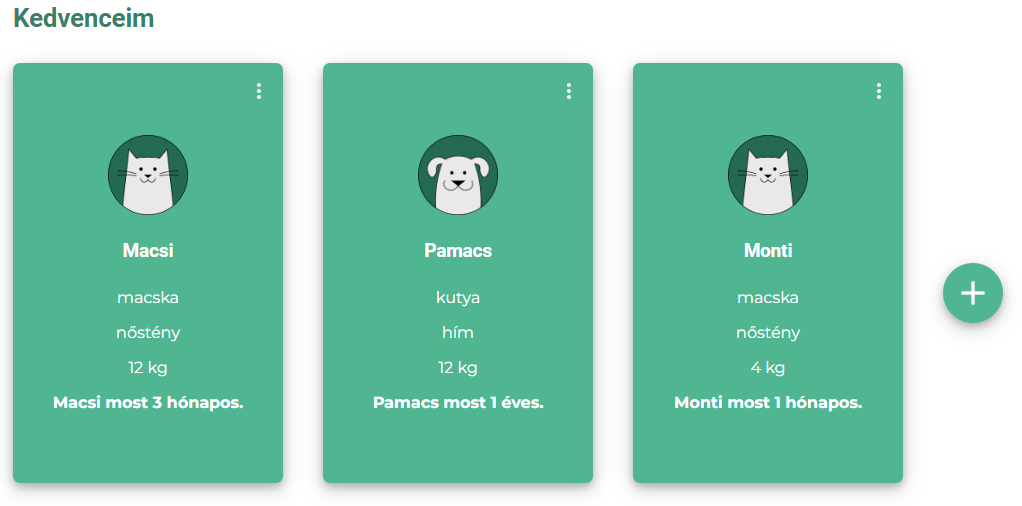 Kedvenceim
Macsi
macska
nőstény
12 kg
Macsi most 3 hónapos.
Pamacs
kutya
hím
12 kg
Pamacs most 1 éves.
Monti
macska
nőstény
4 kg
Monti most 1 hónapos.